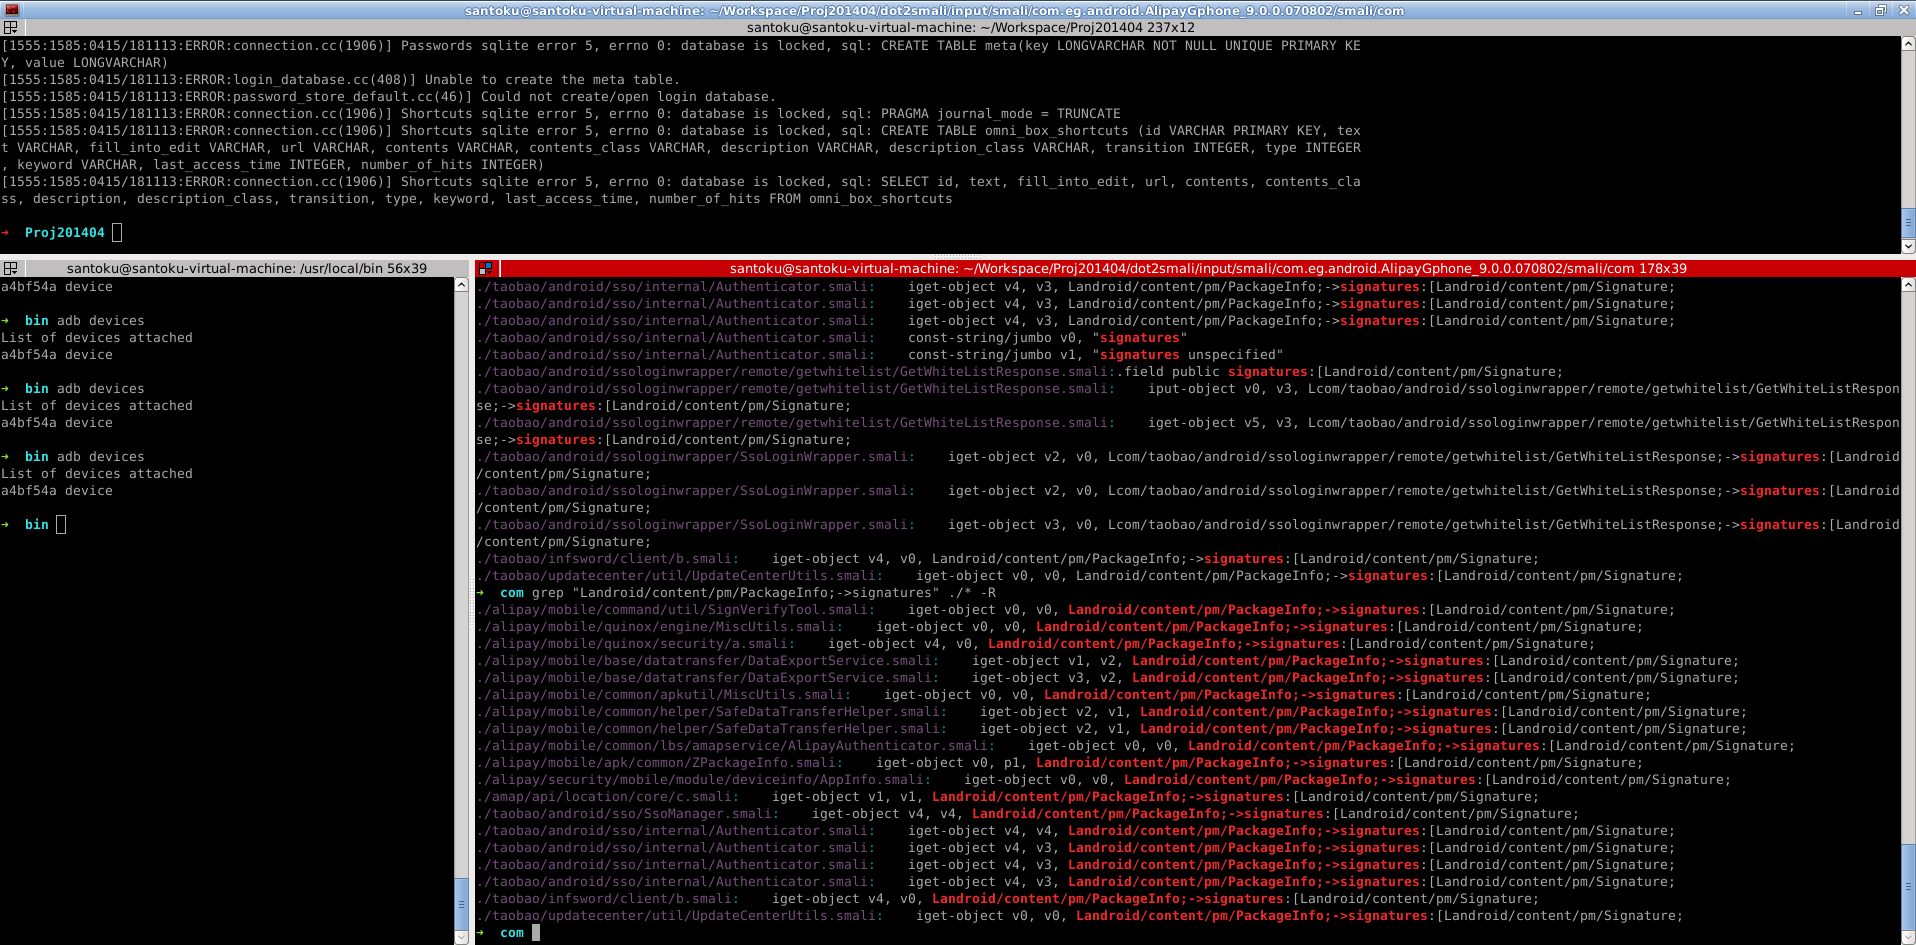 santoku@santoku-virtual-machine: ~/Workspace/Proj201404/dot2smali/input/smali/com.eg.android.AlipayGphone_9.0.0.070802/smali/com
santoku@santoku-virtual-machine: ~/Workspace/Proj201404 237x12
[1555:1585:0415/181113:ERROR:connection.cc(1906)] Passwords sqlite error 5, errno 0: database is locked, sql: CREATE TABLE meta(key LONGVARCHAR NOT NULL UNIQUE PRIMARY KE
Y, value LONGVARCHAR)
[1555:1585:0415/181113:ERROR:login_database.cc(408)] Unable to create the meta table.
[1555:1585:0415/181113:ERROR:password_store_default.cc(46)] Could not create/open login database.
[1555:1585:0415/181113:ERROR:connection.cc(1906)] Shortcuts sqlite error 5, errno 0: database is locked, sql: PRAGMA journal_mode = TRUNCATE
[1555:1585:0415/181113:ERROR:connection.cc(1906)] Shortcuts sqlite error 5, errno 0: database is locked, sql: CREATE TABLE omni_box_shortcuts (id VARCHAR PRIMARY KEY, tex
t VARCHAR, fill_into_edit VARCHAR, url VARCHAR, contents VARCHAR, contents_class VARCHAR, description VARCHAR, description_class VARCHAR, transition INTEGER, type INTEGER
, keyword VARCHAR, last_access_time INTEGER, number_of_hits INTEGER)
[1555:1585:0415/181113:ERROR:connection.cc(1906)] Shortcuts sqlite error 5, errno 0: database is locked, sql: SELECT id, text, fill_into_edit, url, contents, contents_cla
ss, description, description_class, transition, type, keyword, last_access_time, number_of_hits FROM omni_box_shortcuts
→ Proj201404
santoku@santoku-virtual-machine: /usr/local/bin 56x39
a4bf54a device
→ bin adb devices
List of devices attached
a4bf54a device
→ bin adb devices
List of devices attached
a4bf54a device
→ bin adb devices
List of devices attached
a4bf54a device
→ bin
santoku@santoku-virtual-machine: ~/Workspace/Proj201404/dot2smali/input/smali/com.eg.android.AlipayGphone_9.0.0.070802/smali/com 178x39
./taobao/android/sso/internal/Authenticator.smali:    iget-object v4, v3, Landroid/content/pm/PackageInfo;->signatures:[Landroid/content/pm/Signature;
./taobao/android/sso/internal/Authenticator.smali:    iget-object v4, v3, Landroid/content/pm/PackageInfo;->signatures:[Landroid/content/pm/Signature;
./taobao/android/sso/internal/Authenticator.smali:    iget-object v4, v3, Landroid/content/pm/PackageInfo;->signatures:[Landroid/content/pm/Signature;
./taobao/android/sso/internal/Authenticator.smali:    const-string/jumbo v0, "signatures"
./taobao/android/sso/internal/Authenticator.smali:    const-string/jumbo v1, "signatures unspecified"
./taobao/android/ssologinwrapper/remote/getwhitelist/GetWhiteListResponse.smali:.field public signatures:[Landroid/content/pm/Signature;
./taobao/android/ssologinwrapper/remote/getwhitelist/GetWhiteListResponse.smali:    iput-object v0, v3, Lcom/taobao/android/ssologinwrapper/remote/getwhitelist/GetWhiteListRespon
se;->signatures:[Landroid/content/pm/Signature;
./taobao/android/ssologinwrapper/remote/getwhitelist/GetWhiteListResponse.smali:    iget-object v5, v3, Lcom/taobao/android/ssologinwrapper/remote/getwhitelist/GetWhiteListRespon
se;->signatures:[Landroid/content/pm/Signature;
./taobao/android/ssologinwrapper/SsoLoginWrapper.smali:    iget-object v2, v0, Lcom/taobao/android/ssologinwrapper/remote/getwhitelist/GetWhiteListResponse;->signatures:[Landroid
/content/pm/Signature;
./taobao/android/ssologinwrapper/SsoLoginWrapper.smali:    iget-object v2, v0, Lcom/taobao/android/ssologinwrapper/remote/getwhitelist/GetWhiteListResponse;->signatures:[Landroid
/content/pm/Signature;
./taobao/android/ssologinwrapper/SsoLoginWrapper.smali:    iget-object v3, v0, Lcom/taobao/android/ssologinwrapper/remote/getwhitelist/GetWhiteListResponse;->signatures:[Landroid
/content/pm/Signature;
./taobao/infsword/client/b.smali:    iget-object v4, v0, Landroid/content/pm/PackageInfo;->signatures:[Landroid/content/pm/Signature;
./taobao/updatecenter/util/UpdateCenterUtils.smali:    iget-object v0, v0, Landroid/content/pm/PackageInfo;->signatures:[Landroid/content/pm/Signature;
→ com grep "Landroid/content/pm/PackageInfo;->signatures" ./* -R
./alipay/mobile/command/util/SignVerifyTool.smali:    iget-object v0, v0, Landroid/content/pm/PackageInfo;->signatures:[Landroid/content/pm/Signature;
./alipay/mobile/quinox/engine/MiscUtils.smali:    iget-object v0, v0, Landroid/content/pm/PackageInfo;->signatures:[Landroid/content/pm/Signature;
./alipay/mobile/quinox/security/a.smali:    iget-object v4, v0, Landroid/content/pm/PackageInfo;->signatures:[Landroid/content/pm/Signature;
./alipay/mobile/base/datatransfer/DataExportService.smali:    iget-object v1, v2, Landroid/content/pm/PackageInfo;->signatures:[Landroid/content/pm/Signature;
./alipay/mobile/base/datatransfer/DataExportService.smali:    iget-object v3, v2, Landroid/content/pm/PackageInfo;->signatures:[Landroid/content/pm/Signature;
./alipay/mobile/common/apkutil/MiscUtils.smali:    iget-object v0, v0, Landroid/content/pm/PackageInfo;->signatures:[Landroid/content/pm/Signature;
./alipay/mobile/common/helper/SafeDataTransferHelper.smali:    iget-object v2, v1, Landroid/content/pm/PackageInfo;->signatures:[Landroid/content/pm/Signature;
./alipay/mobile/common/helper/SafeDataTransferHelper.smali:    iget-object v2, v1, Landroid/content/pm/PackageInfo;->signatures:[Landroid/content/pm/Signature;
./alipay/mobile/common/lbs/amapservice/AlipayAuthenticator.smali:    iget-object v0, v0, Landroid/content/pm/PackageInfo;->signatures:[Landroid/content/pm/Signature;
./alipay/mobile/apk/common/ZPackageInfo.smali:    iget-object v0, p1, Landroid/content/pm/PackageInfo;->signatures:[Landroid/content/pm/Signature;
./alipay/security/mobile/module/deviceinfo/AppInfo.smali:    iget-object v0, v0, Landroid/content/pm/PackageInfo;->signatures:[Landroid/content/pm/Signature;
./amap/api/location/core/c.smali:    iget-object v1, v1, Landroid/content/pm/PackageInfo;->signatures:[Landroid/content/pm/Signature;
./taobao/android/sso/SsoManager.smali:    iget-object v4, v4, Landroid/content/pm/PackageInfo;->signatures:[Landroid/content/pm/Signature;
./taobao/android/sso/internal/Authenticator.smali:    iget-object v4, v4, Landroid/content/pm/PackageInfo;->signatures:[Landroid/content/pm/Signature;
./taobao/android/sso/internal/Authenticator.smali:    iget-object v4, v3, Landroid/content/pm/PackageInfo;->signatures:[Landroid/content/pm/Signature;
./taobao/android/sso/internal/Authenticator.smali:    iget-object v4, v3, Landroid/content/pm/PackageInfo;->signatures:[Landroid/content/pm/Signature;
./taobao/android/sso/internal/Authenticator.smali:    iget-object v4, v3, Landroid/content/pm/PackageInfo;->signatures:[Landroid/content/pm/Signature;
./taobao/infsword/client/b.smali:    iget-object v4, v0, Landroid/content/pm/PackageInfo;->signatures:[Landroid/content/pm/Signature;
./taobao/updatecenter/util/UpdateCenterUtils.smali:    iget-object v0, v0, Landroid/content/pm/PackageInfo;->signatures:[Landroid/content/pm/Signature;
→ com